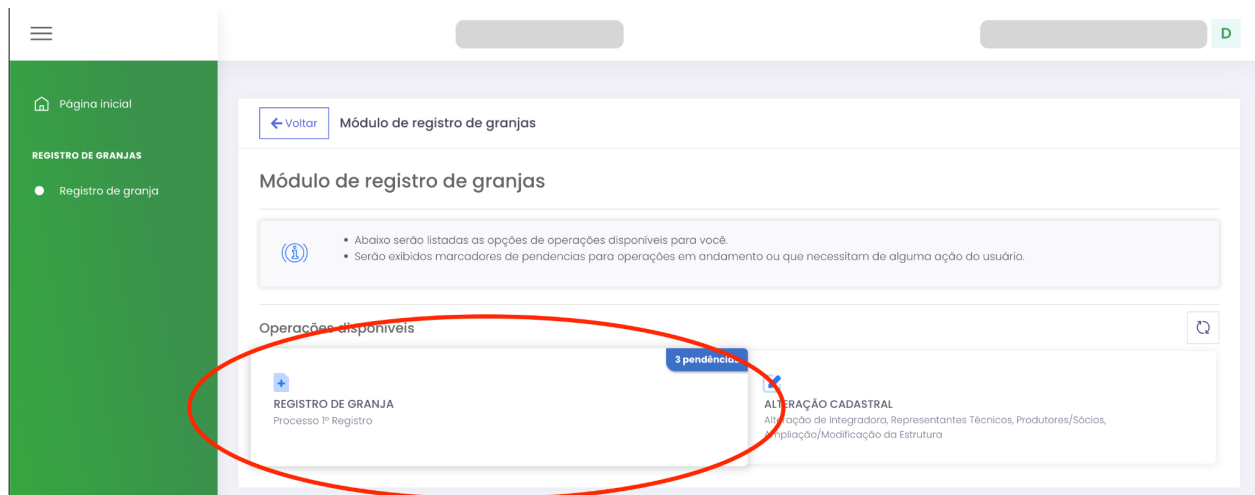 D
Página inicial
REGISTRO DE GRANJAS
Registro de granja
Voltar
Módulo de registro de granjas
Módulo de registro de granjas
Abaixo serão listadas as opções de operações disponíveis para você.
Serão exibidos marcadores de pendencias para operações em andamento ou que necessitam de alguma ação do usuário.
Operações disponíveis
3 pendências
REGISTRO DE GRANJA
Processo 1º Registro
ALTERAÇÃO CADASTRAL
Alteração de Integradora, Representantes Técnicos, Produtores/Sócios,
Ampliação/Modificação da Estrutura